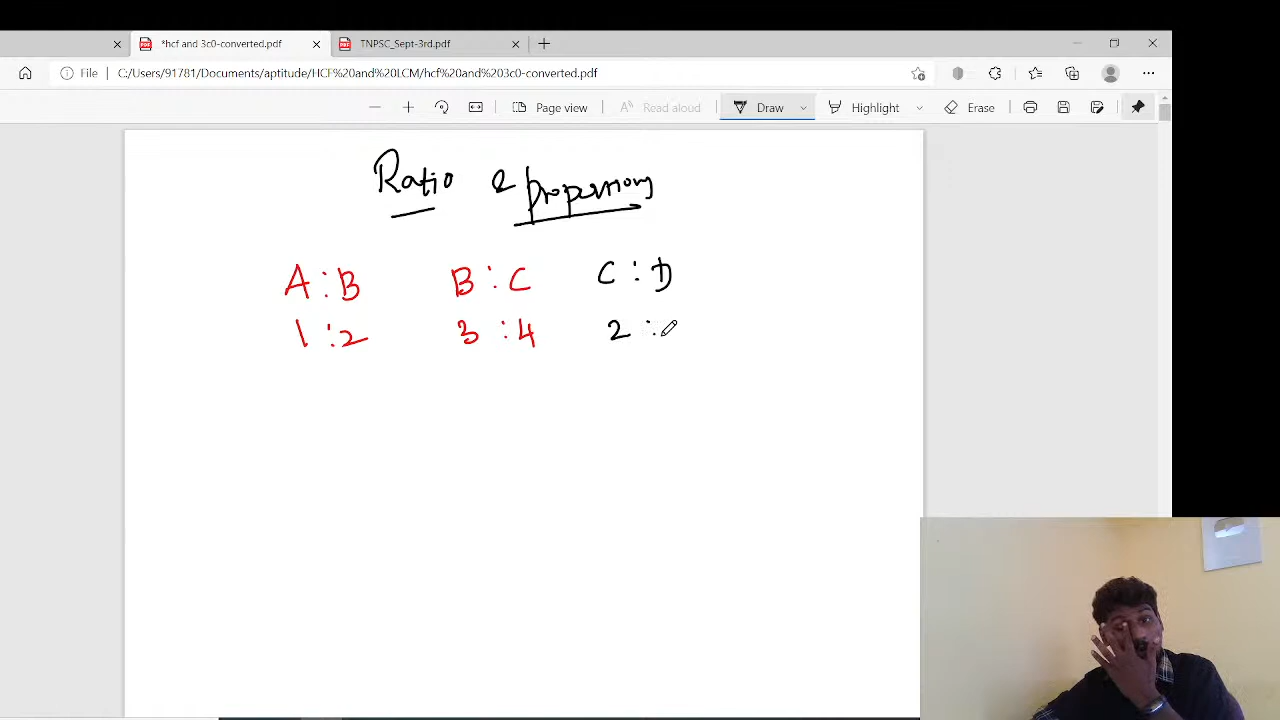 *hcf and 3c0-converted.pdf TNPSC_Sept-3rd.pdf
File C:/Users/91781/Documents/aptitude/HCF%20and%20LCM/hcf%20and%203c0-converted.pdf
Page view Read aloud Draw Highlight Erase
Ratio &
A : B B : C C : D
1 : 2 3 : 4 2 :